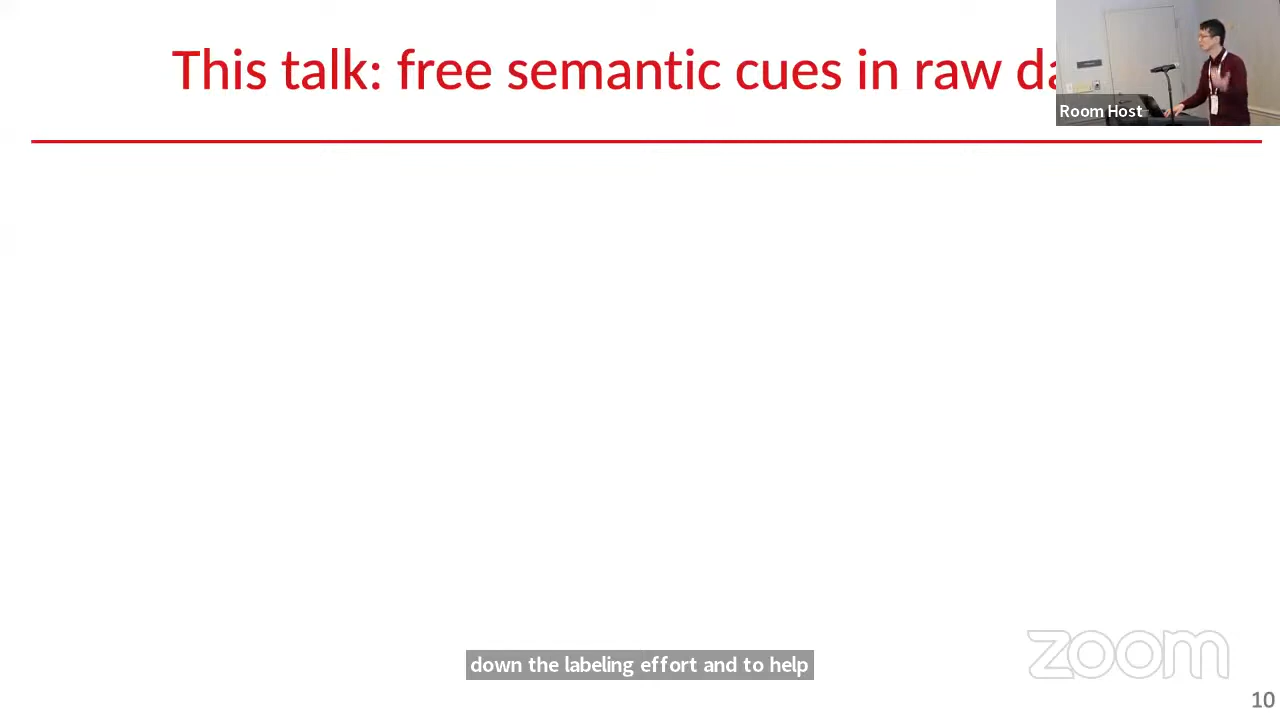 This talk: free semantic cues in raw da
Room Host
down the labeling effort and to help
zoom
10